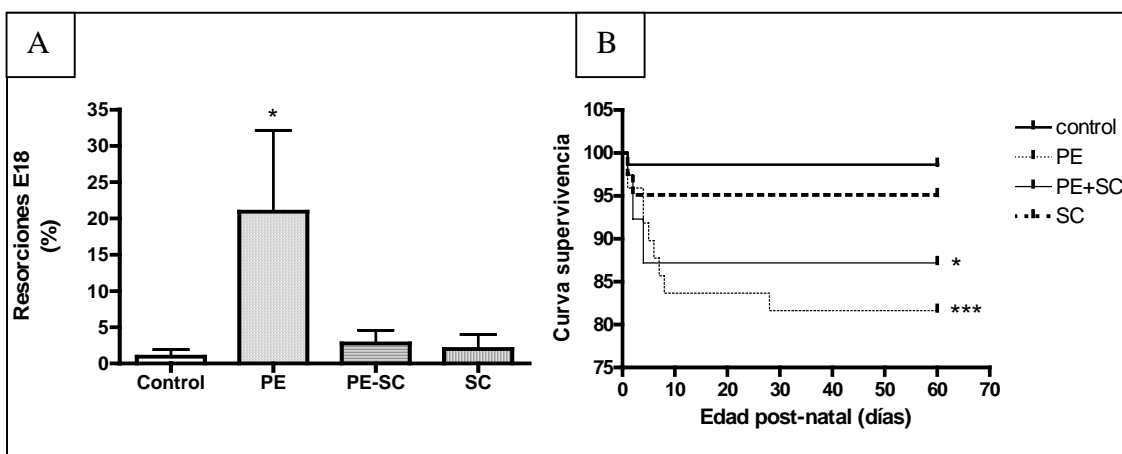 A
Resorciones E18
(%)
35
30
25
20
15
10
5
0
*
Control PE PE-SC SC
B
Curva supervivencia
105
100
95
90
85
80
75
0 10 20 30 40 50 60 70
Edad post-natal (días)
*
***
control
PE
PE+SC
SC